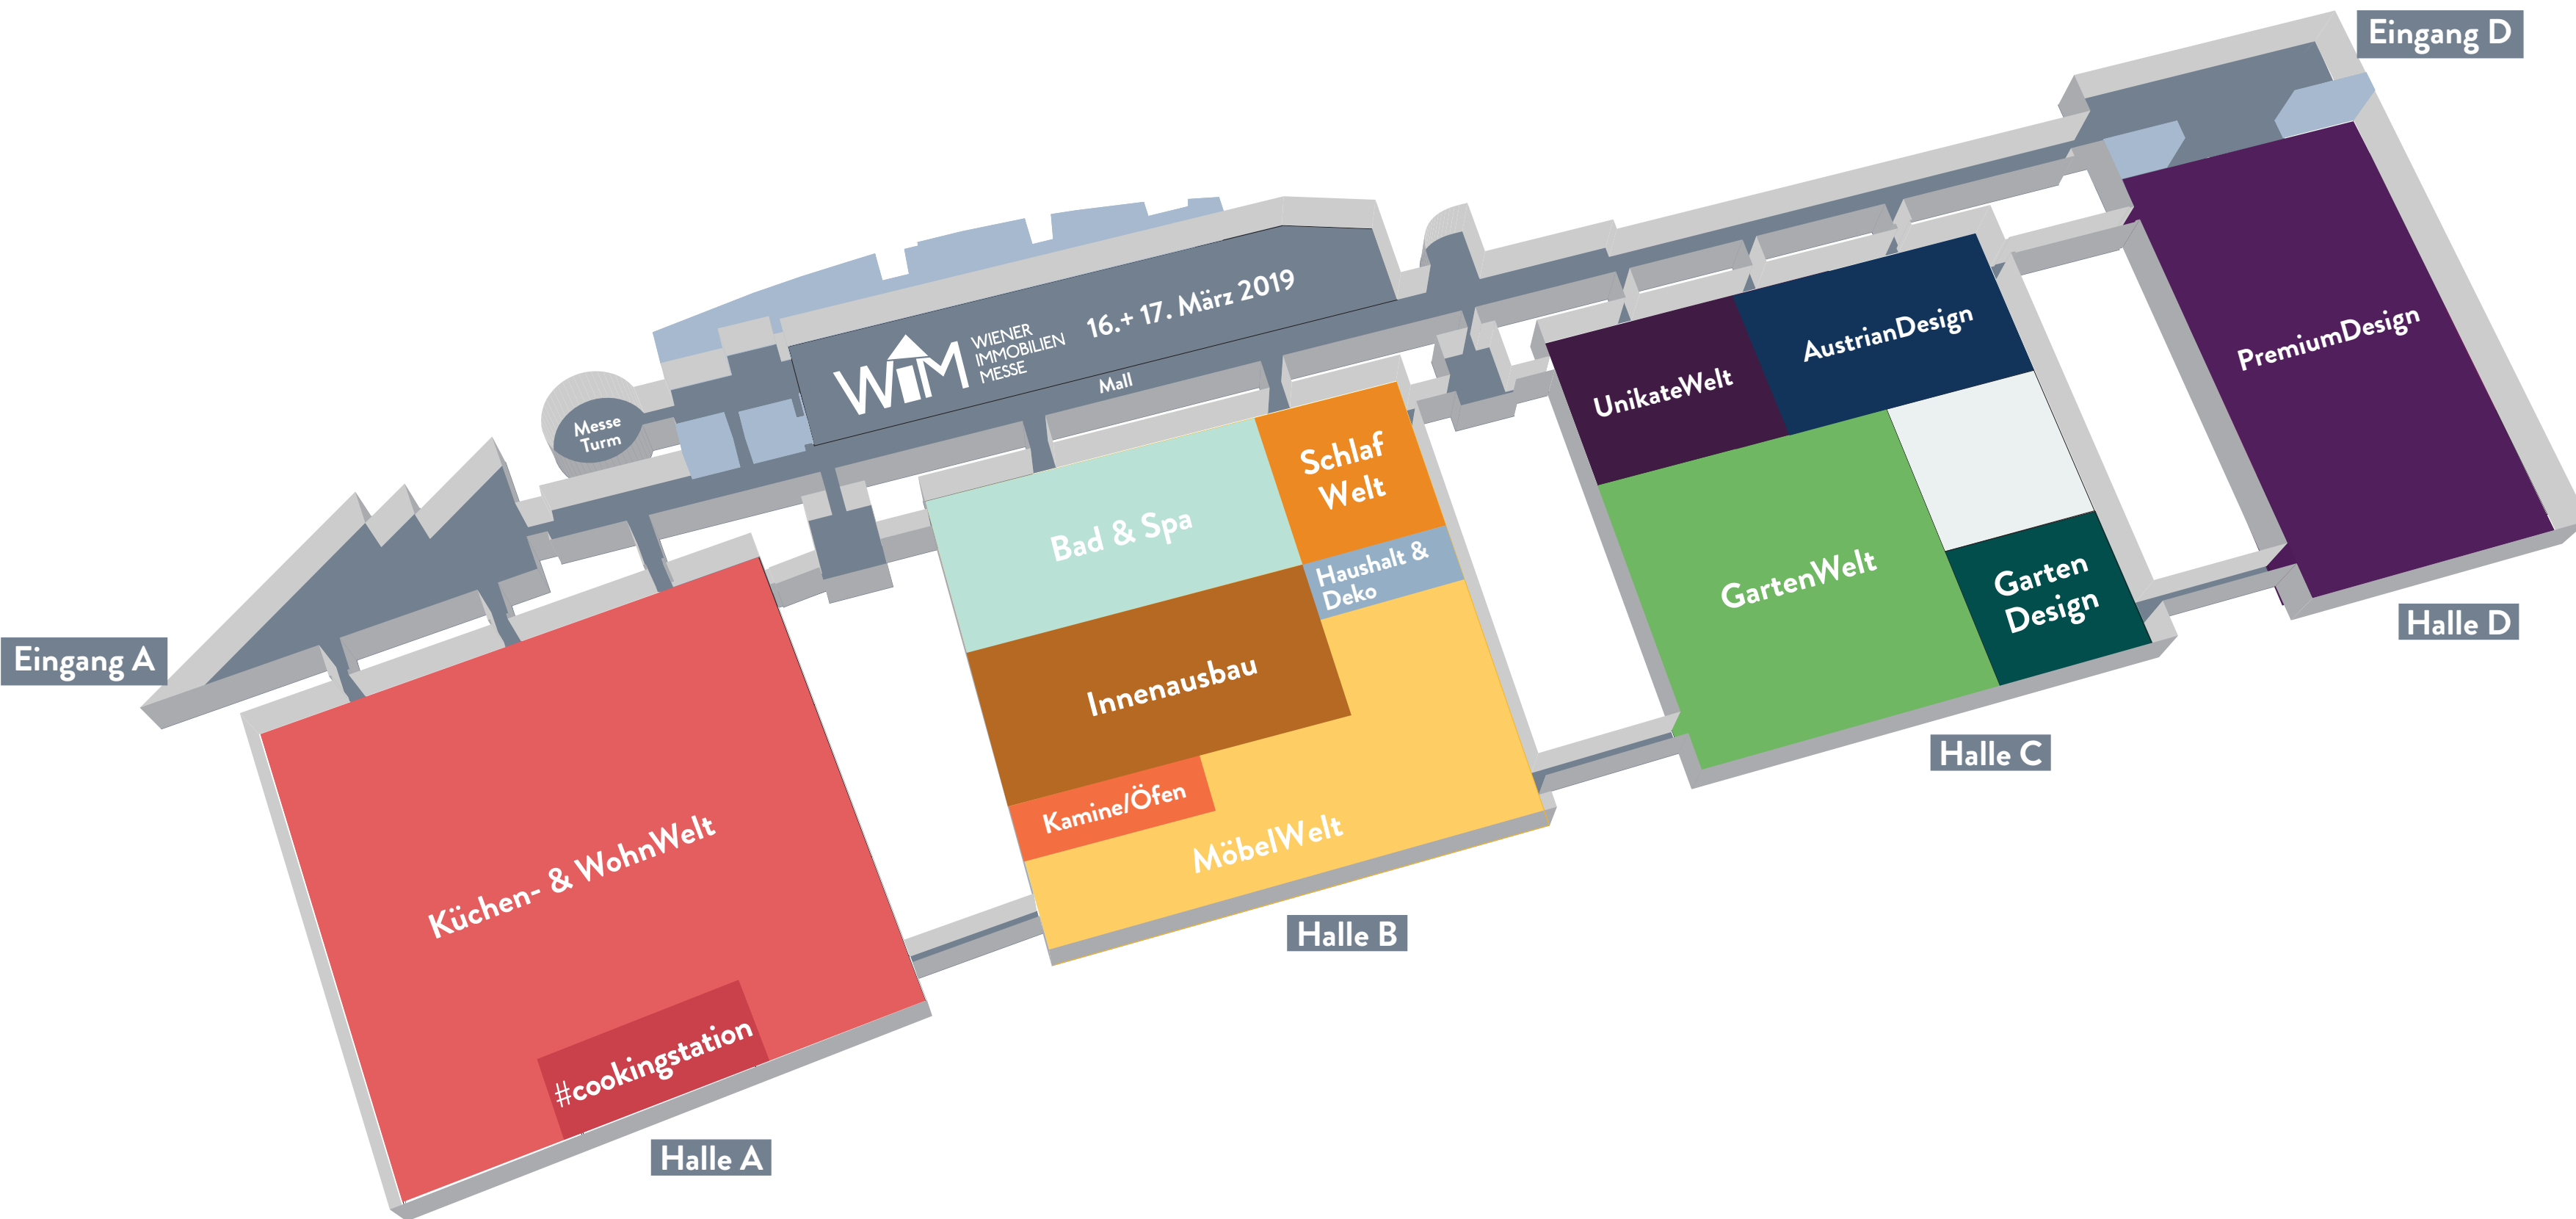 Eingang D
WIM
WIENER
IMMOBILIEN
MESSE
16.+ 17. März 2019
Mall
Messe
Turm
Eingang A
Küchen- & WohnWelt
#cookingstation
Halle A
Bad & Spa
Schlaf
Welt
Haushalt &
Deko
Innenausbau
Kamine/Öfen
MöbelWelt
Halle B
UnikateWelt
AustrianDesign
GartenWelt
Garten
Design
Halle C
PremiumDesign
Halle D